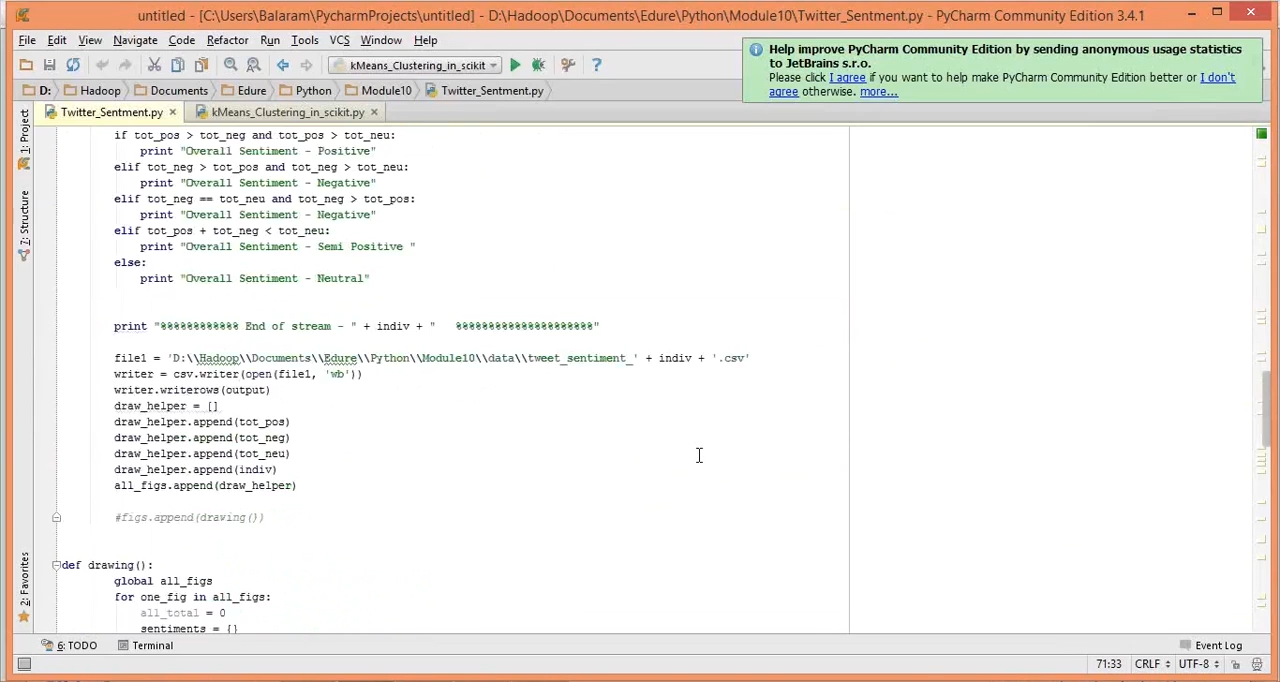 untitled - [C:\Users\Balaram\PycharmProjects\untitled] - D:\Hadoop\Documents\Edure\Python\Module10\Twitter_Sentment.py - PyCharm Community Edition 3.4.1
File Edit View Navigate Code Refactor Run Tools VCS Window Help
kMeans_Clustering_in_scikit
Help improve PyCharm Community Edition by sending anonymous usage statistics
to JetBrains s.r.o.
Please click I agree if you want to help make PyCharm Community Edition better or I don't
agree otherwise. more...
D: Hadoop Documents Edure Python Module10 Twitter_Sentment.py
Twitter_Sentment.py kMeans_Clustering_in_scikit.py
1: Project
7: Structure
2: Favorites
if tot_pos > tot_neg and tot_pos > tot_neu:
print "Overall Sentiment - Positive"
elif tot_neg > tot_pos and tot_neg > tot_neu:
print "Overall Sentiment - Negative"
elif tot_neg == tot_neu and tot_neg > tot_pos:
print "Overall Sentiment - Negative"
elif tot_pos + tot_neg < tot_neu:
print "Overall Sentiment - Semi Positive "
else:
print "Overall Sentiment - Neutral"
print "%%%%%%%%%%%% End of stream - " + indiv + "   %%%%%%%%%%%%%%%%%%%%%"
file1 = 'D:\\Hadoop\\Documents\\Edure\\Python\\Module10\\data\\tweet_sentiment_' + indiv + '.csv'
writer = csv.writer(open(file1, 'wb'))
writer.writerows(output)
draw_helper = []
draw_helper.append(tot_pos)
draw_helper.append(tot_neg)
draw_helper.append(tot_neu)
draw_helper.append(indiv)
all_figs.append(draw_helper)
#figs.append(drawing())
def drawing():
global all_figs
for one_fig in all_figs:
all_total = 0
sentiments = {}
6: TODO Terminal Event Log
71:33 CRLF UTF-8